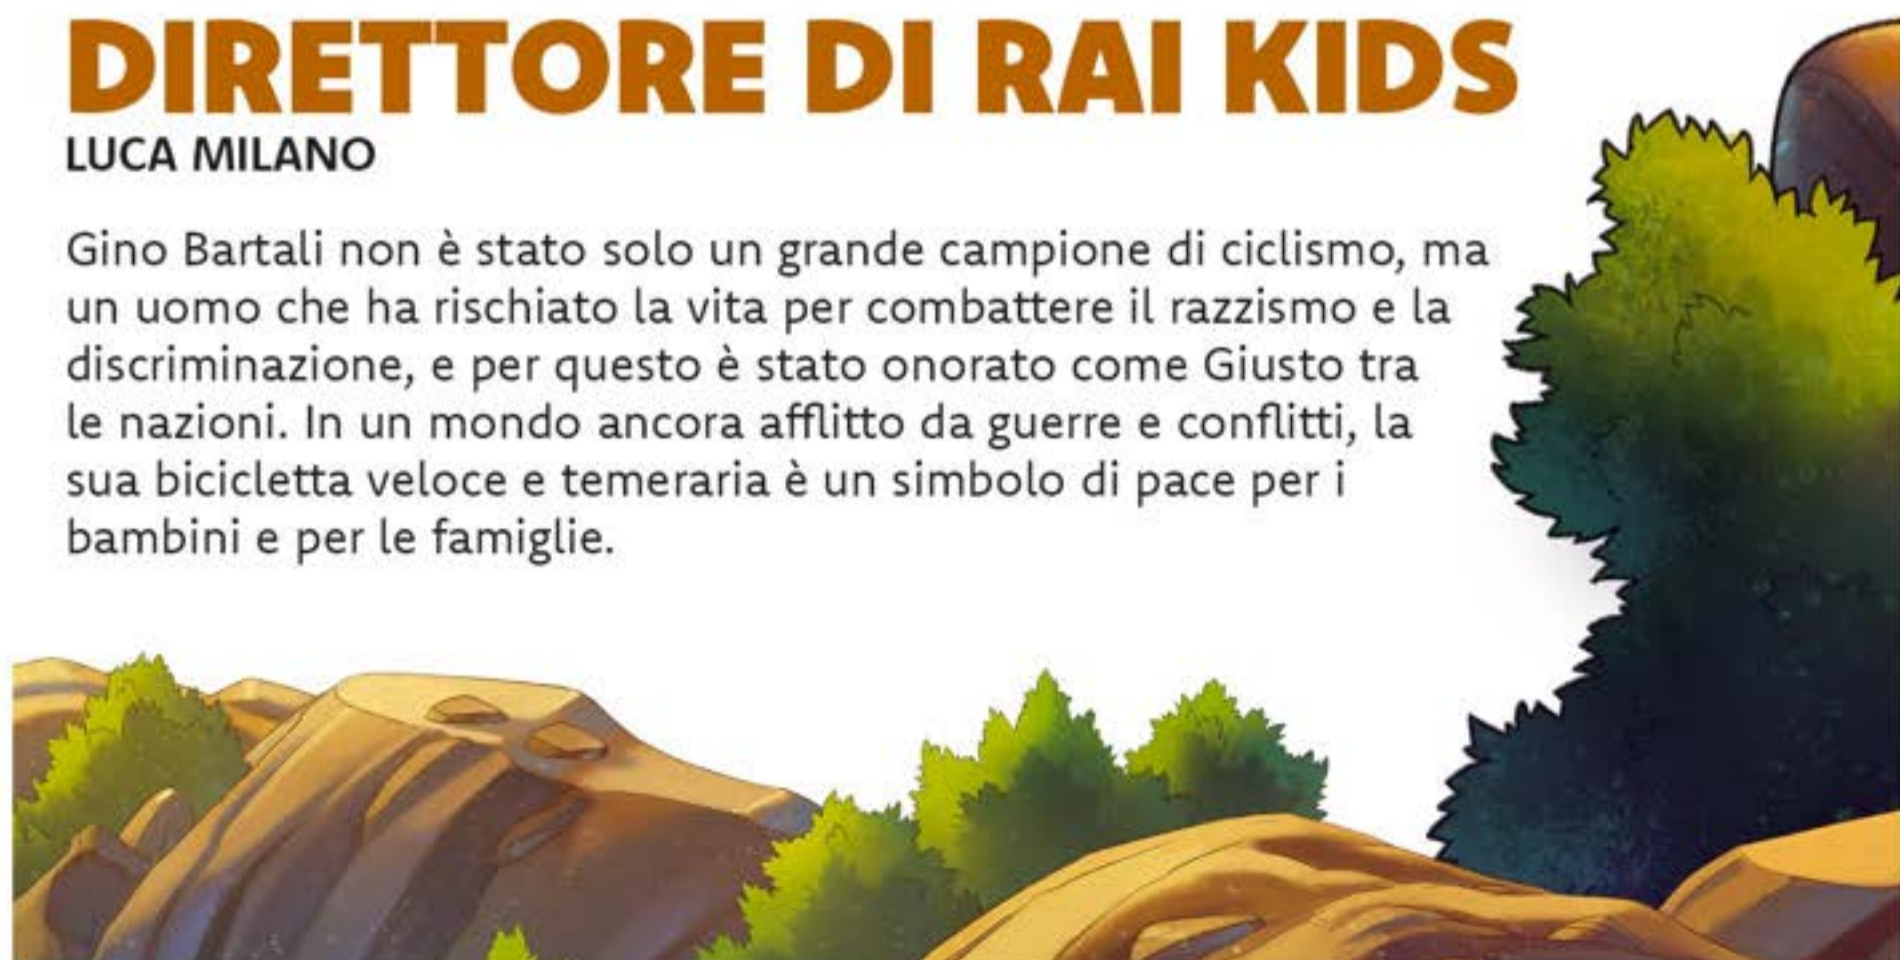 DIRETTORE DI RAI KIDS
LUCA MILANO
Gino Bartali non è stato solo un grande campione di ciclismo, ma
un uomo che ha rischiato la vita per combattere il razzismo e la
discriminazione, e per questo è stato onorato come Giusto tra
le nazioni. In un mondo ancora afflitto da guerre e conflitti, la
sua bicicletta veloce e temeraria è un simbolo di pace per i
bambini e per le famiglie.